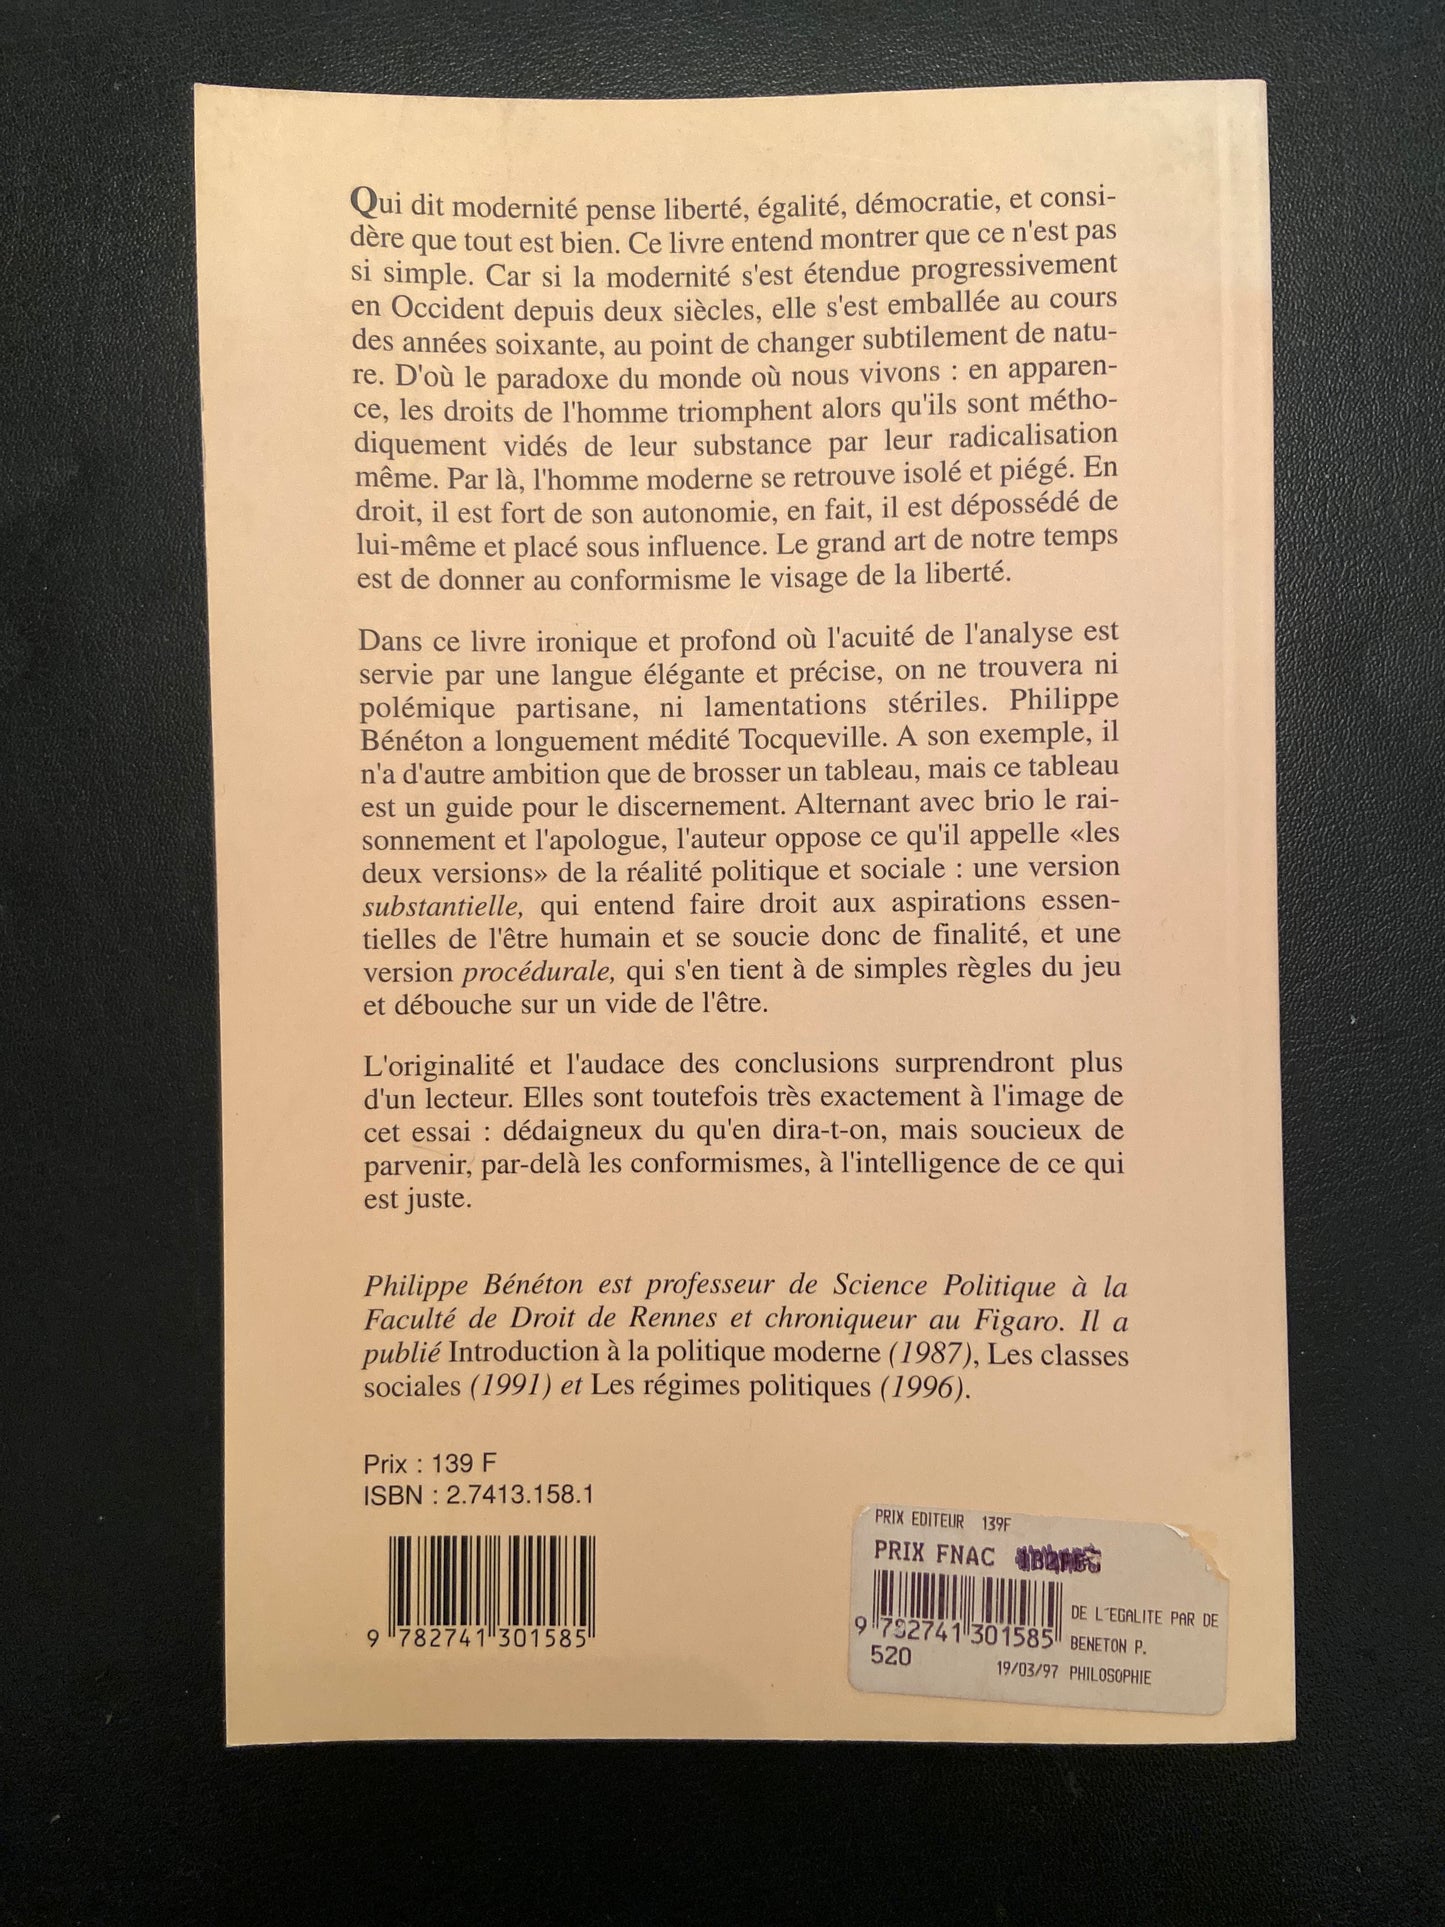 Qui dit modernité pense liberté, égalité, démocratie, et consi-
dère que tout est bien. Ce livre entend montrer que ce n'est pas
si simple. Car si la modernité s'est étendue progressivement
en Occident depuis deux siècles, elle s'est emballée au cours
des années soixante, au point de changer subtilement de natu-
re. D'où le paradoxe du monde où nous vivons : en apparen-
ce, les droits de l'homme triomphent alors qu'ils sont métho-
diquement vidés de leur substance par leur radicalisation
même. Par là, l'homme moderne se retrouve isolé et piégé. En
droit, il est fort de son autonomie, en fait, il est dépossédé de
lui-même et placé sous influence. Le grand art de notre temps
est de donner au conformisme le visage de la liberté.
Dans ce livre ironique et profond où l'acuité de l'analyse est
servie par une langue élégante et précise, on ne trouvera ni
polémique partisane, ni lamentations stériles. Philippe
Bénéton a longuement médité Tocqueville. A son exemple, il
n'a d'autre ambition que de brosser un tableau, mais ce tableau
est un guide pour le discernement. Alternant avec brio le rai-
sonnement et l'apologue, l'auteur oppose ce qu'il appelle «les
deux versions» de la réalité politique et sociale : une version
substantielle, qui entend faire droit aux aspirations essen-
tielles de l'être humain et se soucie donc de finalité, et une
version procédurale, qui s'en tient à de simples règles du jeu
et débouche sur un vide de l'être.
L'originalité et l'audace des conclusions surprendront plus
d'un lecteur. Elles sont toutefois très exactement à l'image de
cet essai : dédaigneux du qu'en dira-t-on, mais soucieux de
parvenir, par-delà les conformismes, à l'intelligence de ce qui
est juste.
Philippe Bénéton est professeur de Science Politique à la
Faculté de Droit de Rennes et chroniqueur au Figaro. Il a
publié Introduction à la politique moderne (1987), Les classes
sociales (1991) et Les régimes politiques (1996).
Prix : 139 F
ISBN : 2.7413.158.1
9 782741 301585
PRIX EDITEUR 139F
PRIX FNAC
9 782741 301585
DE L'EGALITE PAR DE
BENETON P.
520
19/03/97 PHILOSOPHIE